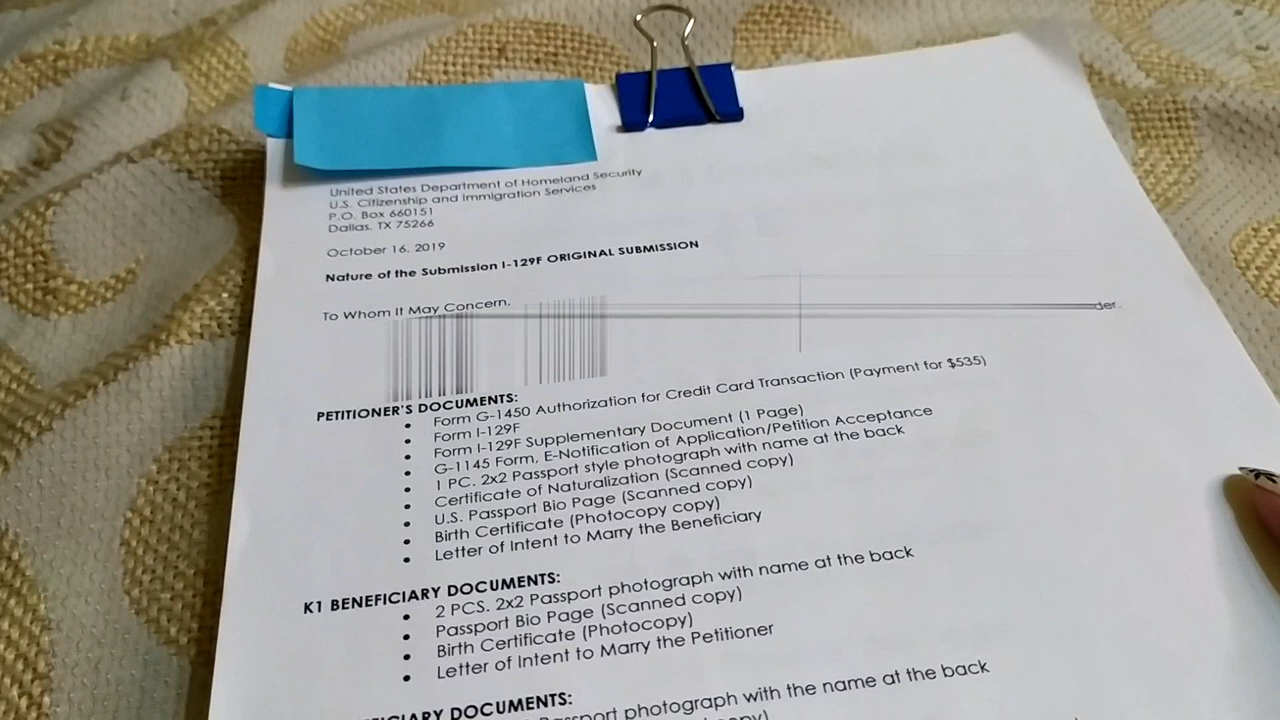 United States Department of Homeland Security
U.S. Citizenship and Immigration Services
P.O. Box 660151
Dallas, TX 75266
October 16, 2019
Nature of the Submission I-129F ORIGINAL SUBMISSION
To Whom It May Concern,
der.
PETITIONER'S DOCUMENTS:
• Form G-1450 Authorization for Credit Card Transaction (Payment for $535)
• Form I-129F
• Form I-129F Supplementary Document (1 Page)
• G-1145 Form, E-Notification of Application/Petition Acceptance
• 1 PC. 2x2 Passport style photograph with name at the back
• Certificate of Naturalization (Scanned copy)
• U.S. Passport Bio Page (Scanned copy)
• Birth Certificate (Photocopy copy)
• Letter of Intent to Marry the Beneficiary
K1 BENEFICIARY DOCUMENTS:
• 2 PCS. 2x2 Passport photograph with name at the back
• Passport Bio Page (Scanned copy)
• Birth Certificate (Photocopy)
• Letter of Intent to Marry the Petitioner
DOCUMENTS:
Passport photograph with the name at the back